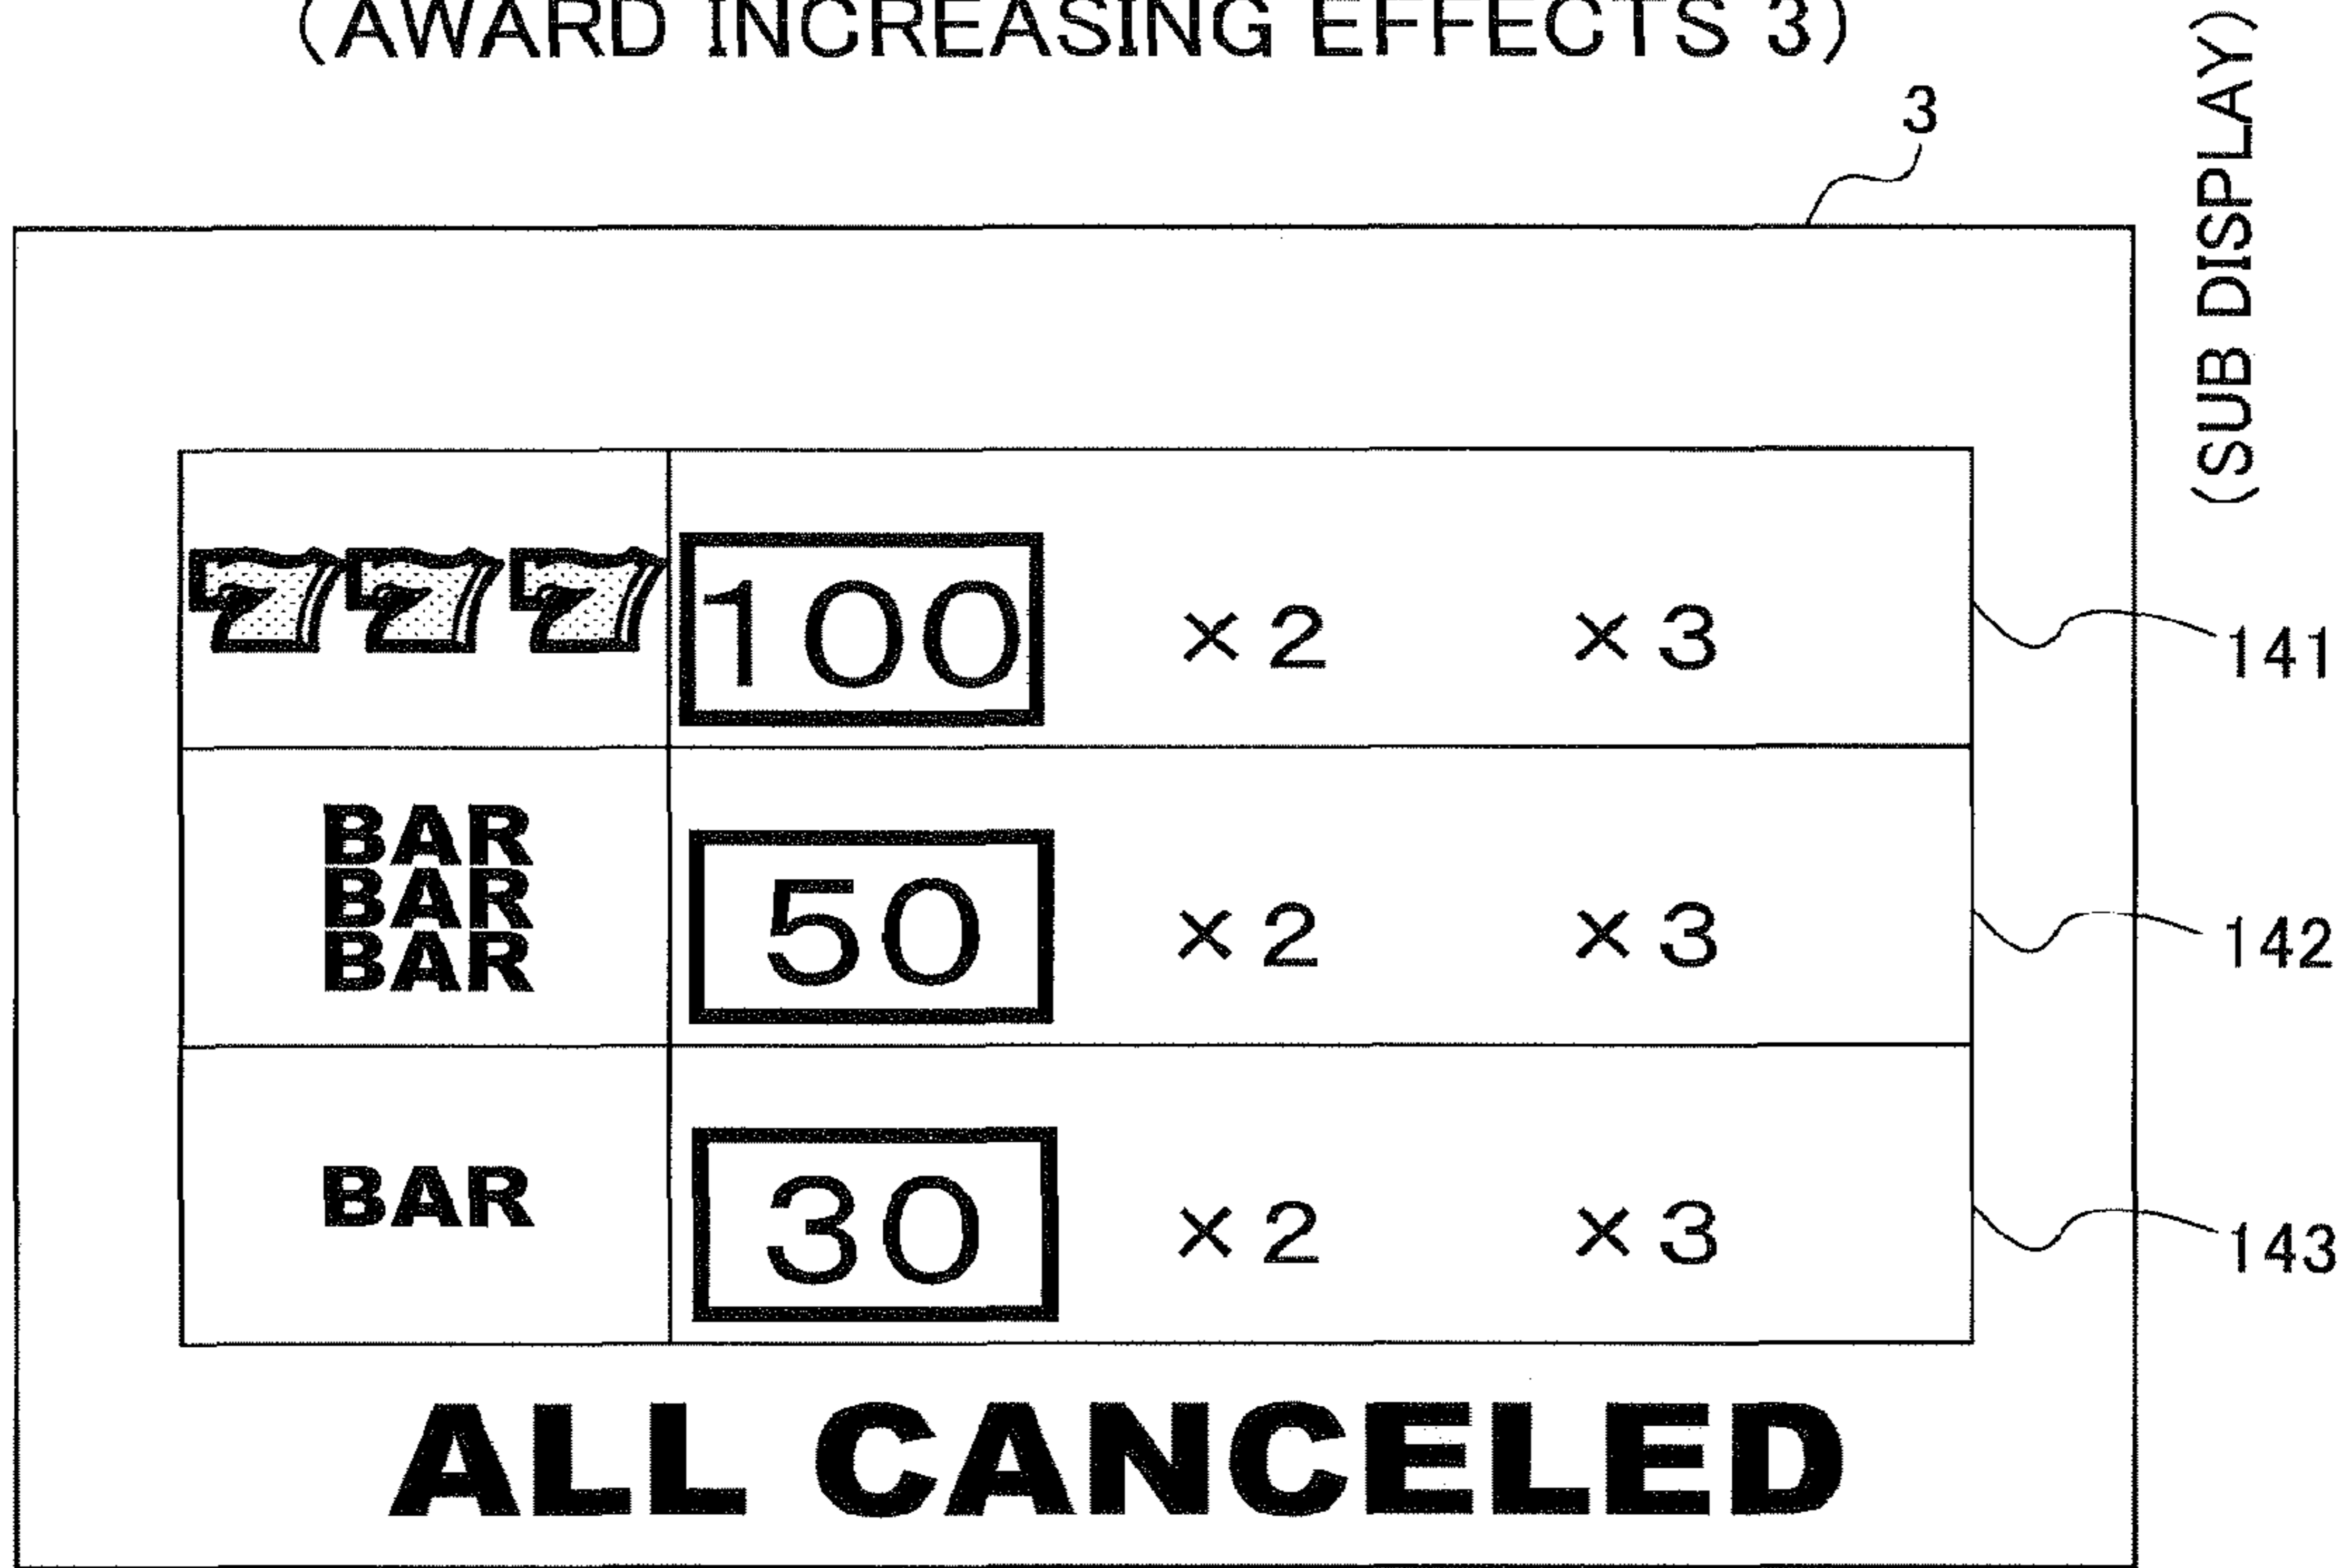 (AWARD INCREASING EFFECTS 3)
(SUB DISPLAY)
3
777 100 ×2 ×3 141
BAR
BAR
BAR
50 ×2 ×3 142
BAR 30 ×2 ×3 143
ALL CANCELED